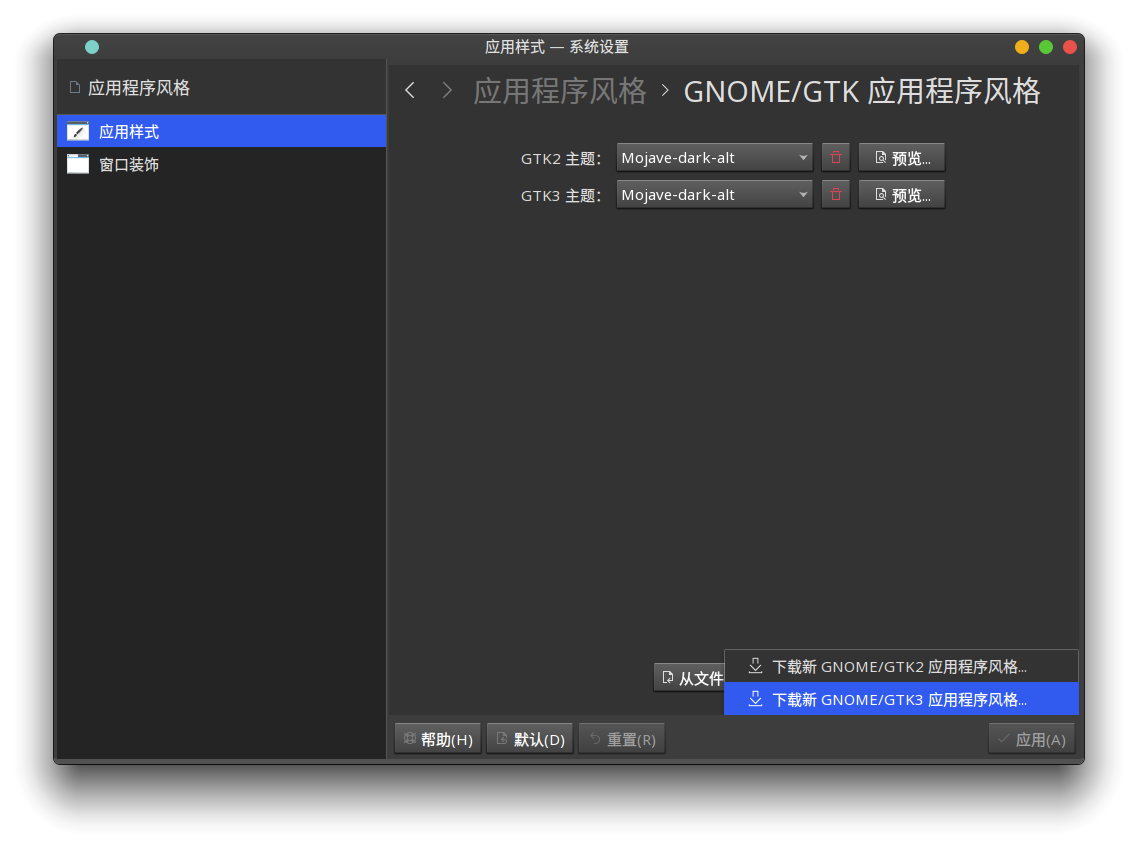 应用样式 — 系统设置
应用程序风格
应用程序风格 › GNOME/GTK 应用程序风格
应用样式
窗口装饰
GTK2 主题: Mojave-dark-alt 预览...
GTK3 主题: Mojave-dark-alt 预览...
下载新 GNOME/GTK2 应用程序风格...
从文件
下载新 GNOME/GTK3 应用程序风格...
帮助(H) 默认(D) 重置(R) 应用(A)